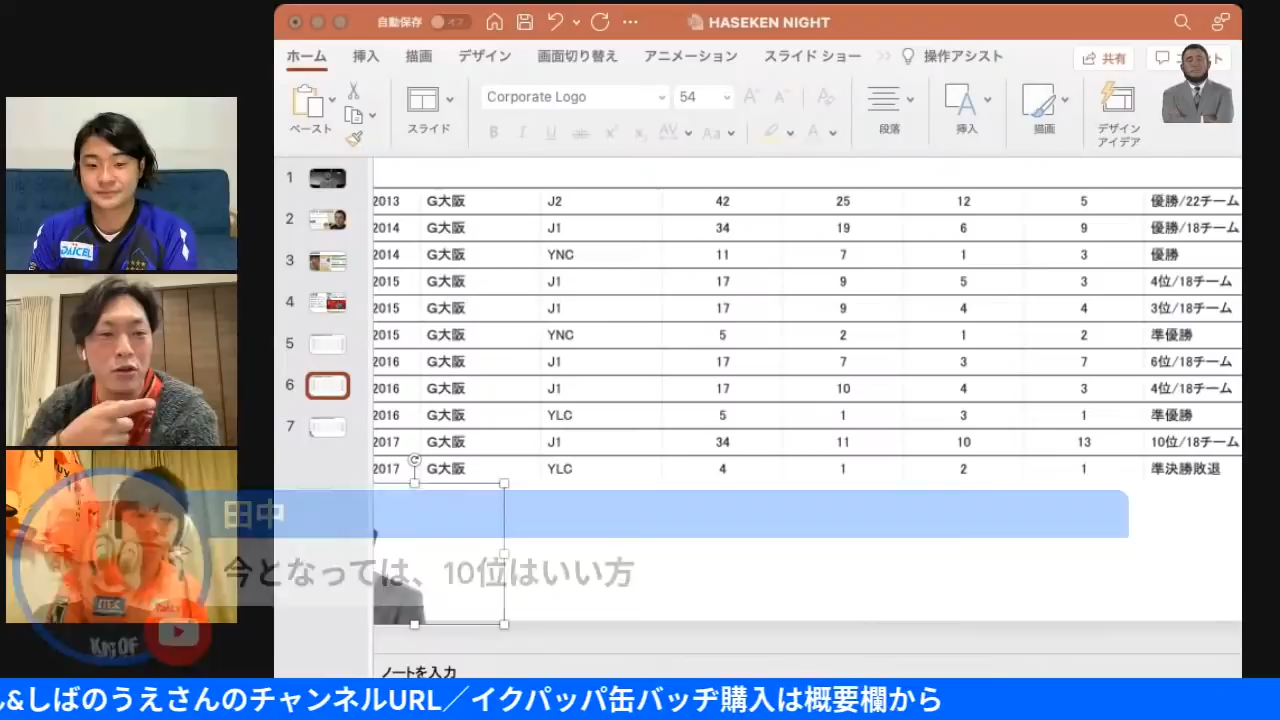 自動保存 オフ HASEKEN NIGHT
ホーム 挿入 描画 デザイン 画面切り替え アニメーション スライド ショー 操作アシスト 共有
Corporate Logo 54
ペースト スライド B I U 段落 挿入 描画 デザイン
アイデア
1
2
3
4
5
6
7
2013 G大阪 J2 42 25 12 5 優勝/22チーム
2014 G大阪 J1 34 19 6 9 優勝/18チーム
2014 G大阪 YNC 11 7 1 3 優勝
2015 G大阪 J1 17 9 5 3 4位/18チーム
2015 G大阪 J1 17 9 4 4 3位/18チーム
2015 G大阪 YNC 5 2 1 2 準優勝
2016 G大阪 J1 17 7 3 7 6位/18チーム
2016 G大阪 J1 17 10 4 3 4位/18チーム
2016 G大阪 YLC 5 1 3 1 準優勝
2017 G大阪 J1 34 11 10 13 10位/18チーム
2017 G大阪 YLC 4 1 2 1 準決勝敗退
DAICEL
田中
今となっては、10位はいい方
ノートを入力
&しばのうえさんのチャンネルURL／イクパッパ缶バッヂ購入は概要欄から